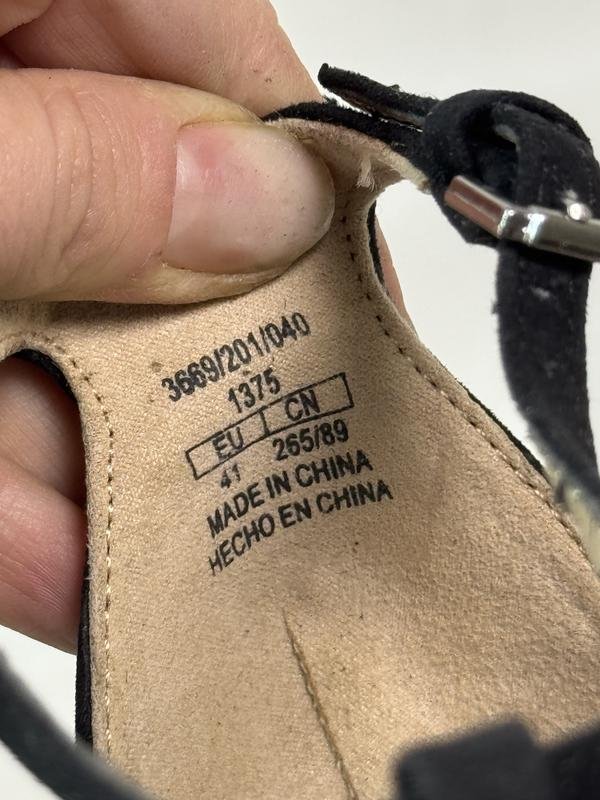 3669/201/040
1375
EU CN
41 265/89
MADE IN CHINA
HECHO EN CHINA